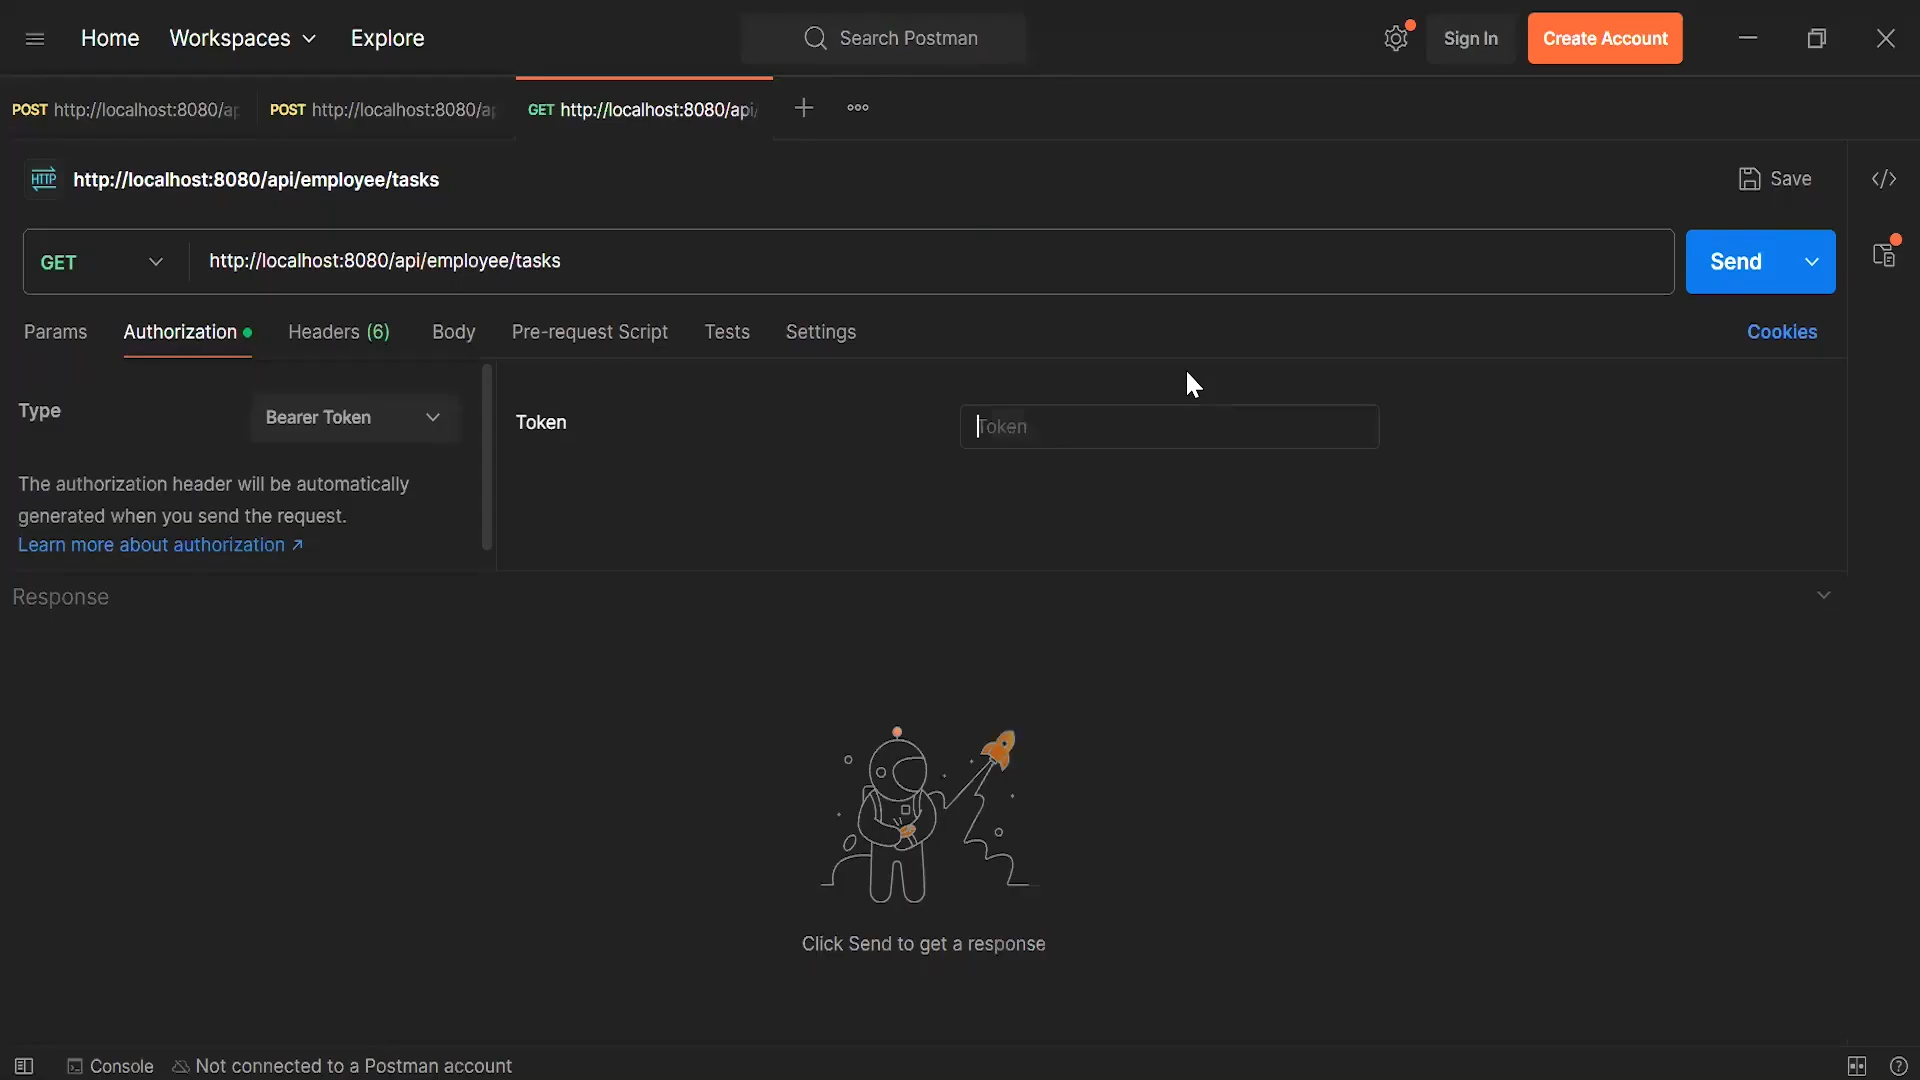 Home Workspaces Explore Search Postman Sign In Create Account
POST http://localhost:8080/ap POST http://localhost:8080/ap GET http://localhost:8080/api/
HTTP http://localhost:8080/api/employee/tasks Save
GET http://localhost:8080/api/employee/tasks Send
Params Authorization Headers (6) Body Pre-request Script Tests Settings Cookies
Type Bearer Token Token Token
The authorization header will be automatically
generated when you send the request.
Learn more about authorization ↗
Response
Click Send to get a response
Console Not connected to a Postman account